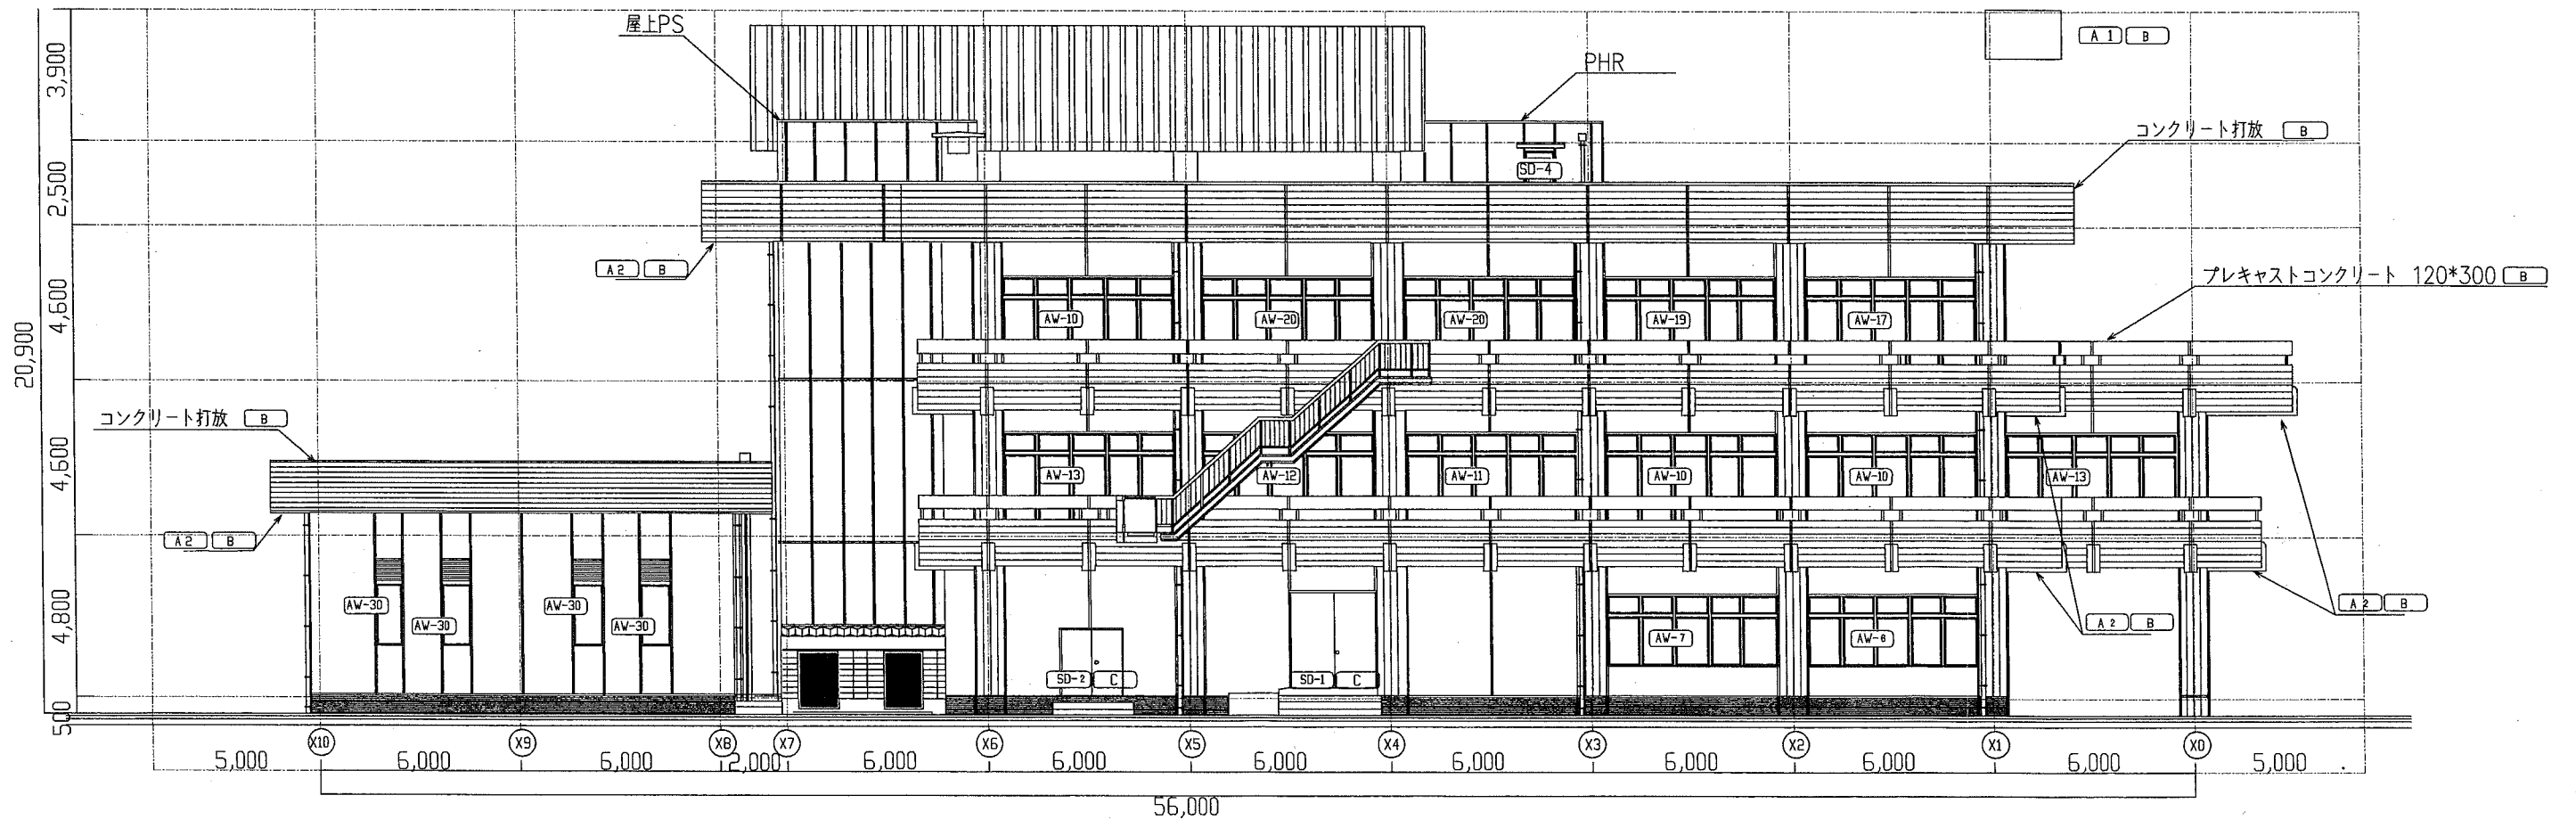 屋上PS
A1 B
PHR
3,900
コンクリート打放 B
SD-4
2,500
A2 B
プレキャストコンクリート 120*300 B
4,600
AW-10 AW-20 AW-20 AW-19 AW-17
20,900
コンクリート打放 B
4,600
AW-13 AW-12 AW-11 AW-10 AW-10 AW-13
A2 B
4,800
AW-30 AW-30 AW-30 AW-30
A2 B
A2 B
AW-7 AW-6
SD-2 C SD-1 C
500
X10 X9 X8 X7 X6 X5 X4 X3 X2 X1 X0
5,000 6,000 6,000 2,000 6,000 6,000 6,000 6,000 6,000 6,000 6,000 5,000
56,000